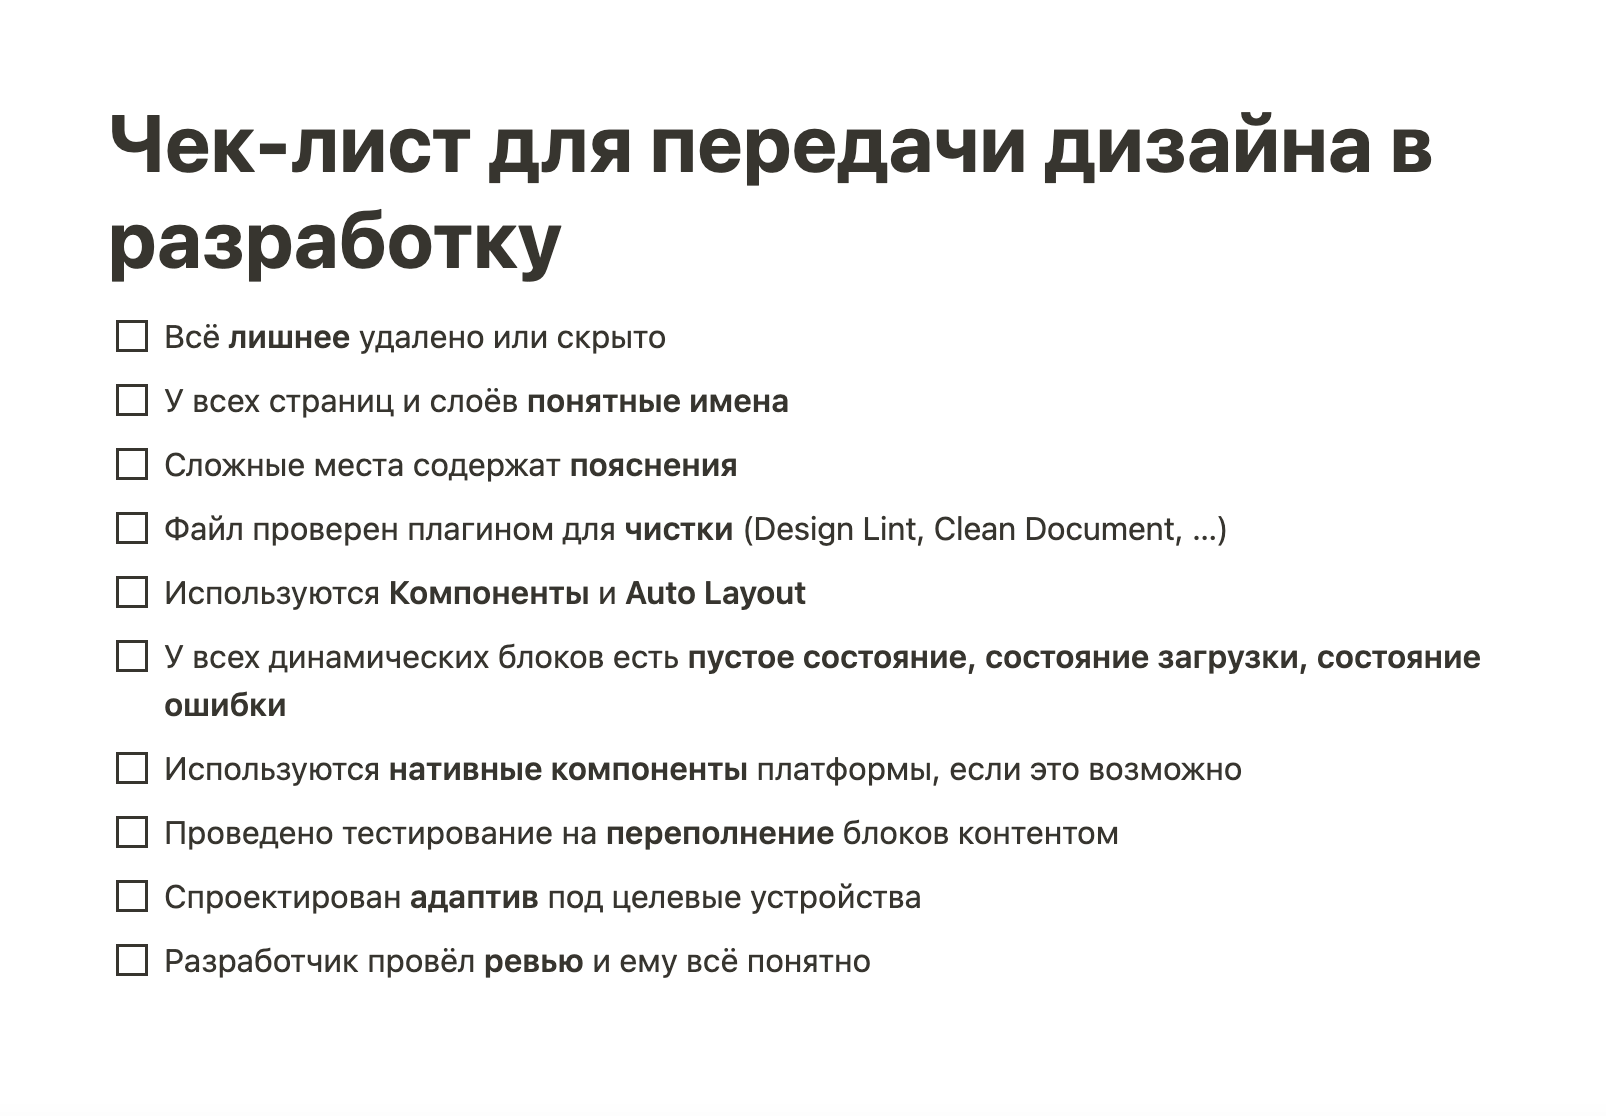 Чек-лист для передачи дизайна в
разработку
Всё лишнее удалено или скрыто
У всех страниц и слоёв понятные имена
Сложные места содержат пояснения
Файл проверен плагином для чистки (Design Lint, Clean Document, ...)
Используются Компоненты и Auto Layout
У всех динамических блоков есть пустое состояние, состояние загрузки, состояние
ошибки
Используются нативные компоненты платформы, если это возможно
Проведено тестирование на переполнение блоков контентом
Спроектирован адаптив под целевые устройства
Разработчик провёл ревью и ему всё понятно